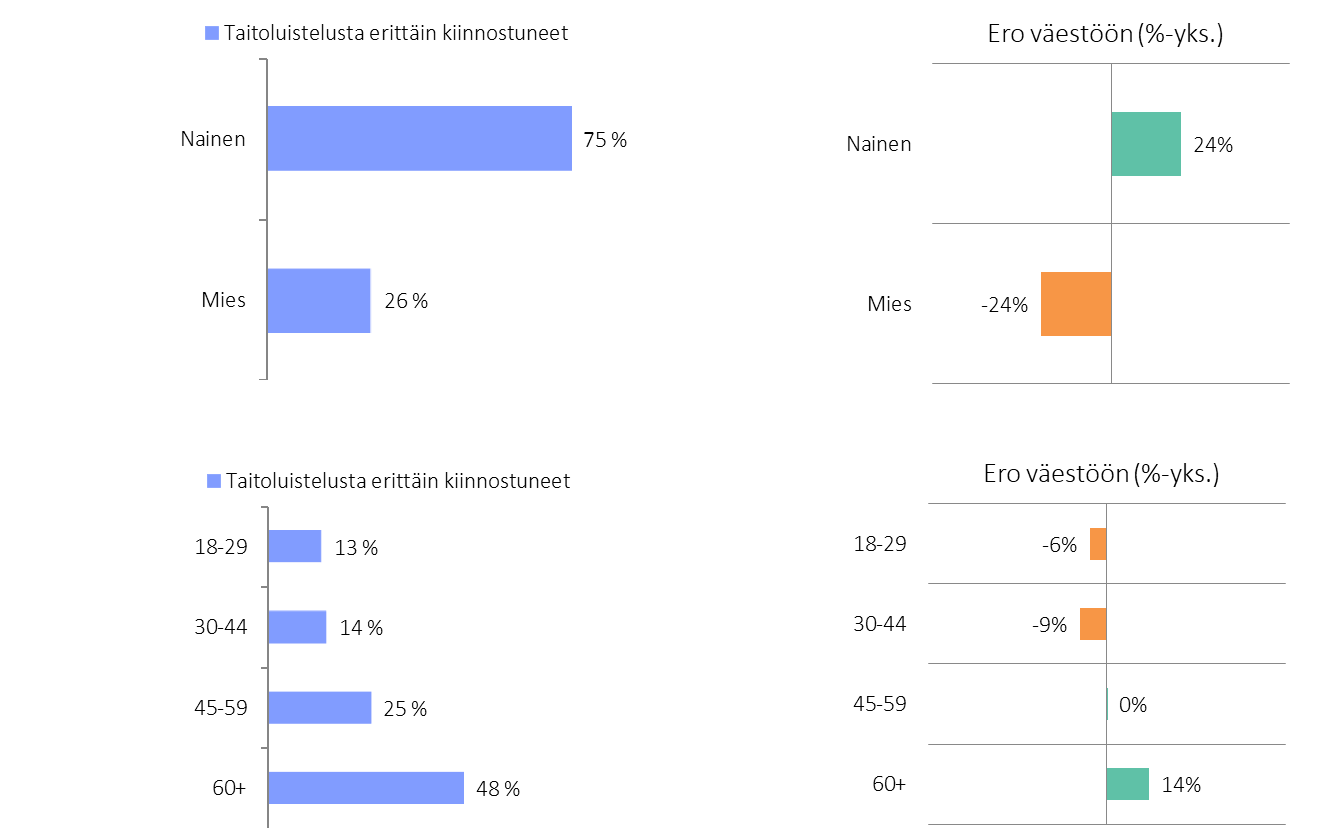 Taitoluistelusta erittäin kiinnostuneet
Nainen
75 %
Mies
26 %
Ero väestöön (%-yks.)
Nainen
24%
Mies
-24%
Taitoluistelusta erittäin kiinnostuneet
18-29
13 %
30-44
14 %
45-59
25 %
60+
48 %
Ero väestöön (%-yks.)
18-29
-6%
30-44
-9%
45-59
0%
60+
14%